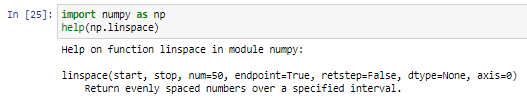 In [25]: import numpy as np
help(np.linspace)
Help on function linspace in module numpy:
linspace(start, stop, num=50, endpoint=True, retstep=False, dtype=None, axis=0)
Return evenly spaced numbers over a specified interval.